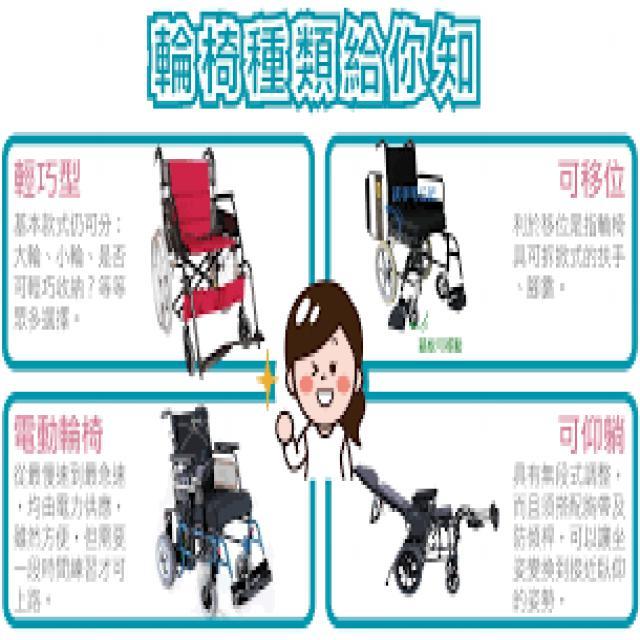 輪椅種類給你知
輕巧型
基本款式仍可分：
大輪、小輪、是否
可輕巧收納？等等
眾多選擇。
可移位
利於移位是指輪椅
具可拆掀式的扶手
、腳靠。
電動輪椅
從最慢速到最急速
，均由電力供應，
雖然方便，但需要
一段時間練習才可
上路。
可仰躺
具有無段式調整，
而且須搭配胸帶及
防傾桿，可以讓坐
姿變換到接近臥仰
的姿勢。